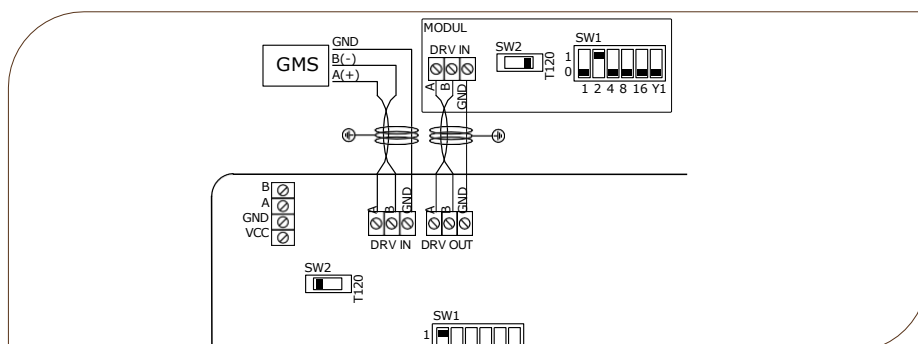 MODUL
GND
B(-)
A(+)
GMS
DRV IN
A B GND
SW2
T120
SW1
1
0
1 2 4 8 16 Y1
B
A
GND
VCC
A B GND
DRV IN
A B GND
DRV OUT
SW2
T120
SW1
1